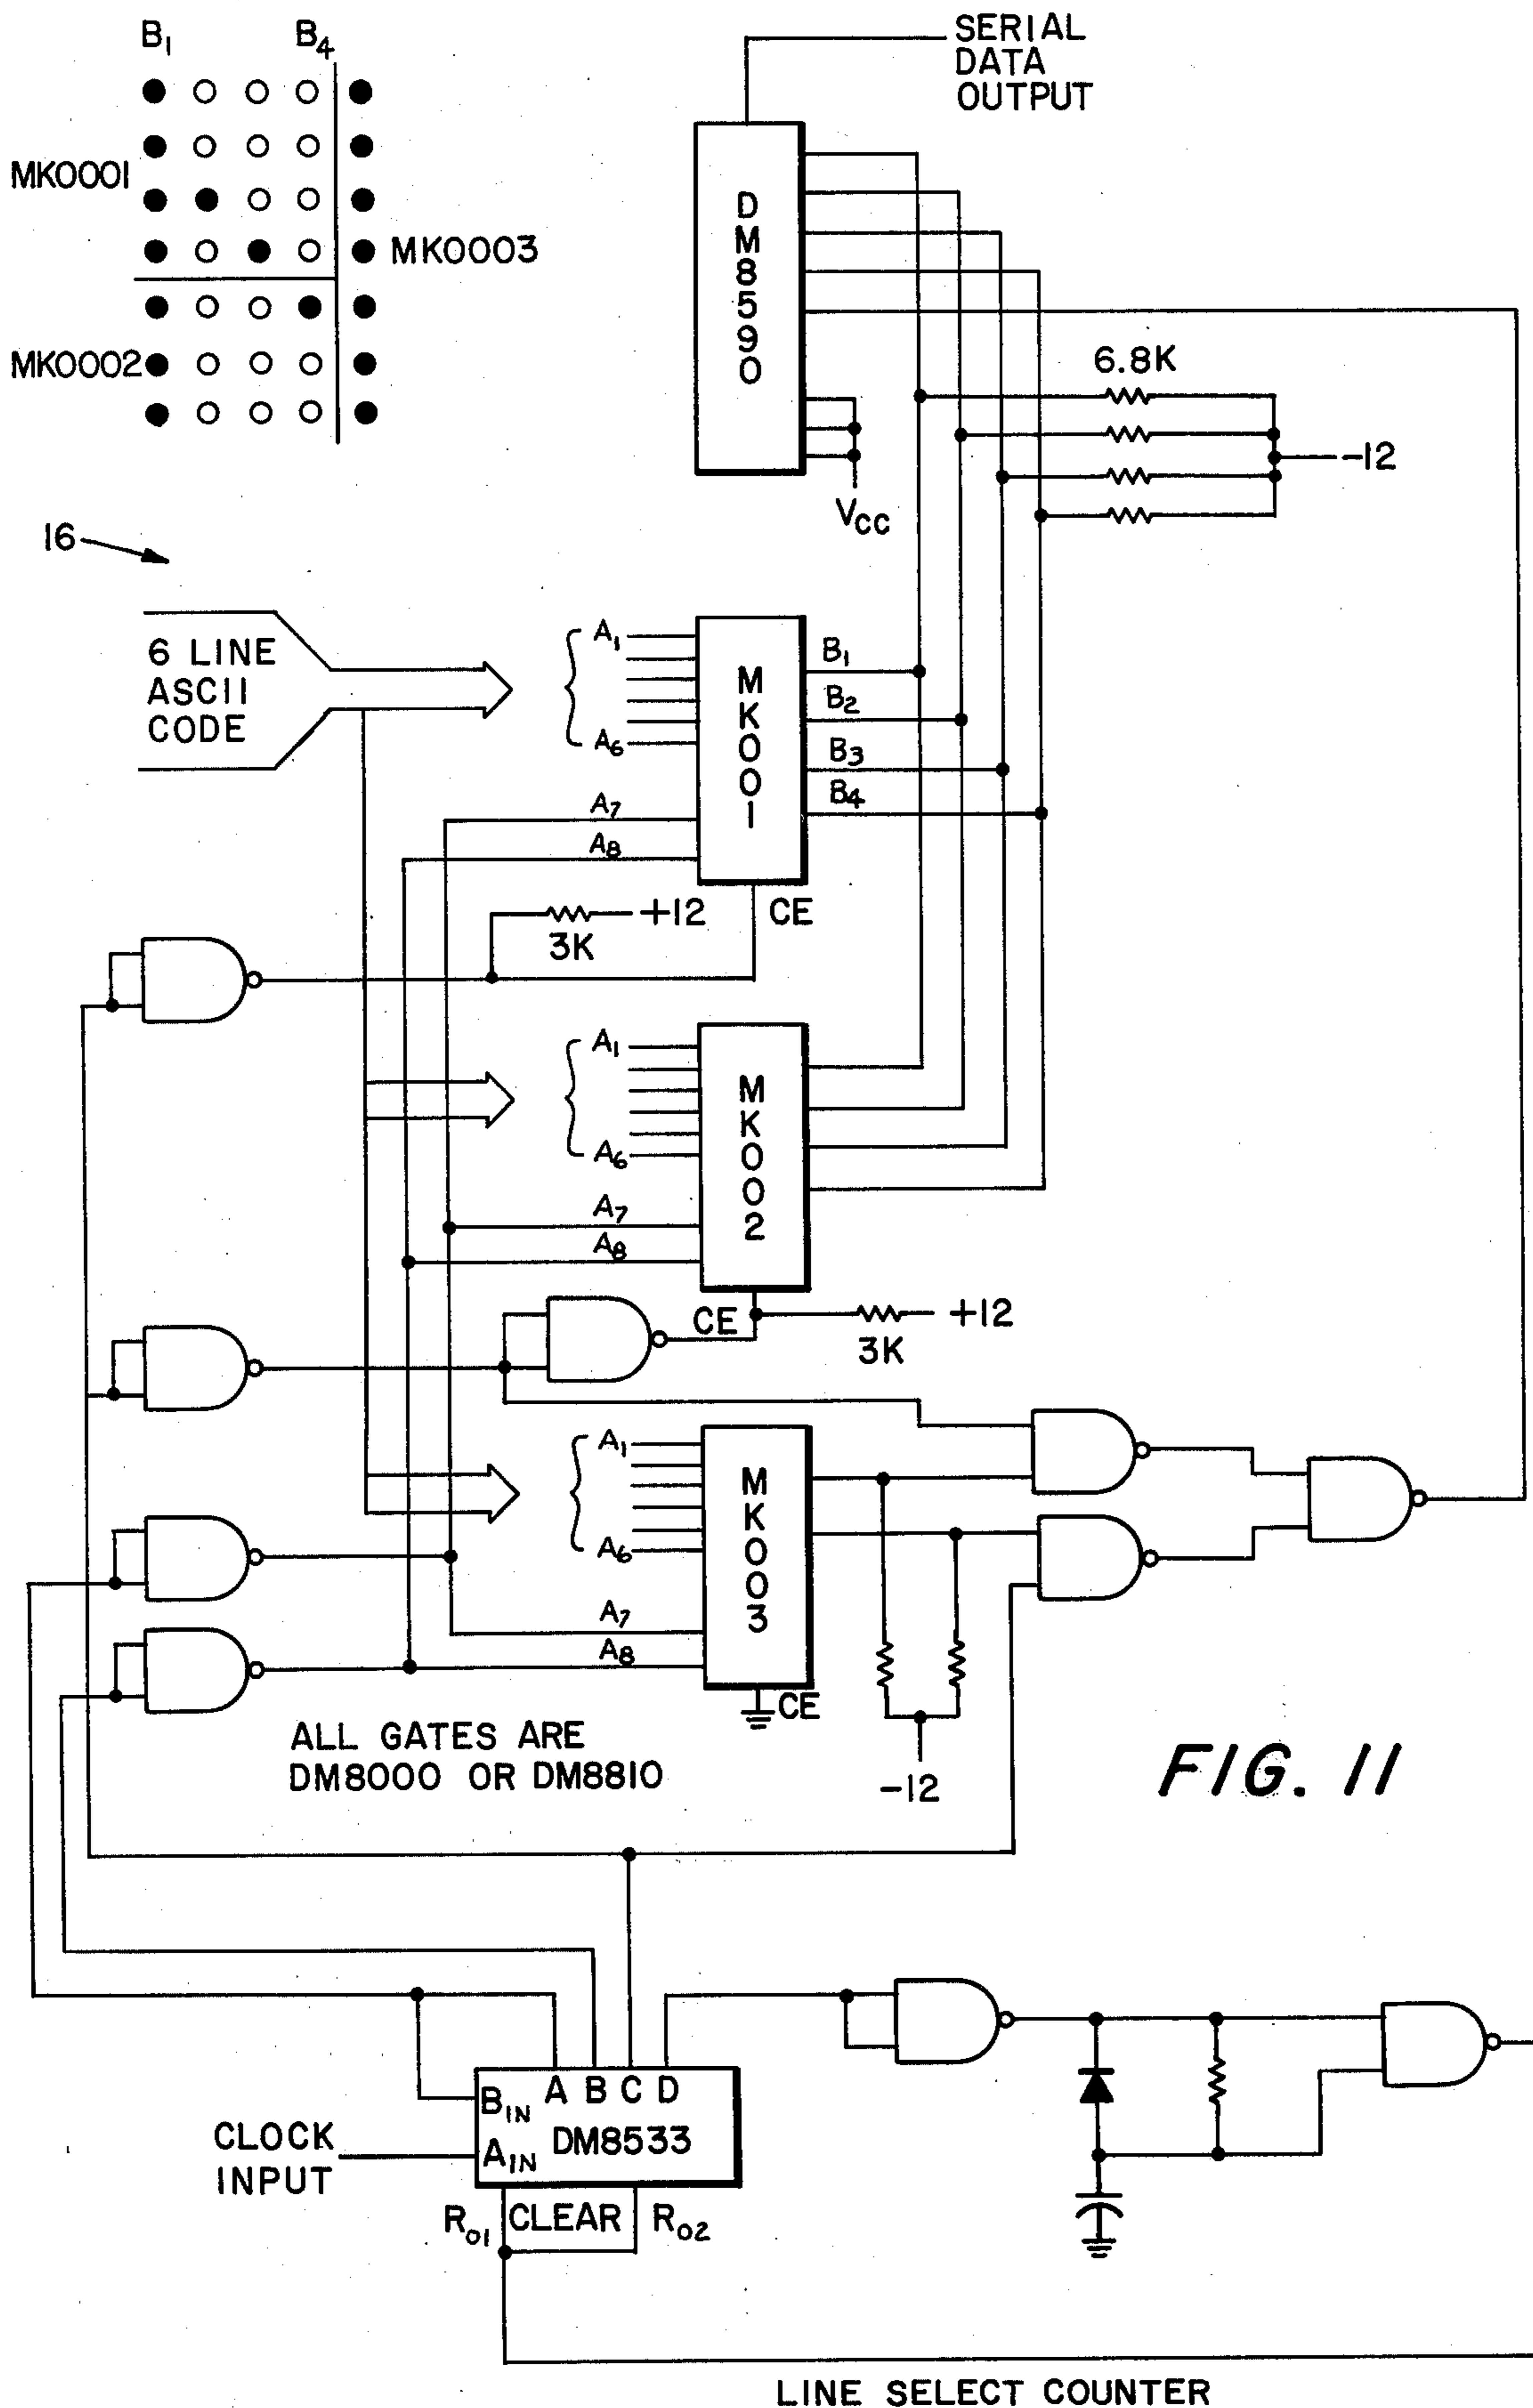 B1 B4
MK0001
MK0003
MK0002
SERIAL
DATA
OUTPUT
DM8590
6.8K
-12
VCC
16
6 LINE
ASCII
CODE
A1
A6
A7
A8
MK001
B1
B2
B3
B4
CE
+12
3K
A1
A6
A7
A8
MK002
CE
+12
3K
A1
A6
A7
A8
MK003
CE
-12
ALL GATES ARE
DM8000 OR DM8810
FIG. 11
A B C D
BIN
DM8533
AIN
CLOCK
INPUT
R01 CLEAR R02
LINE SELECT COUNTER